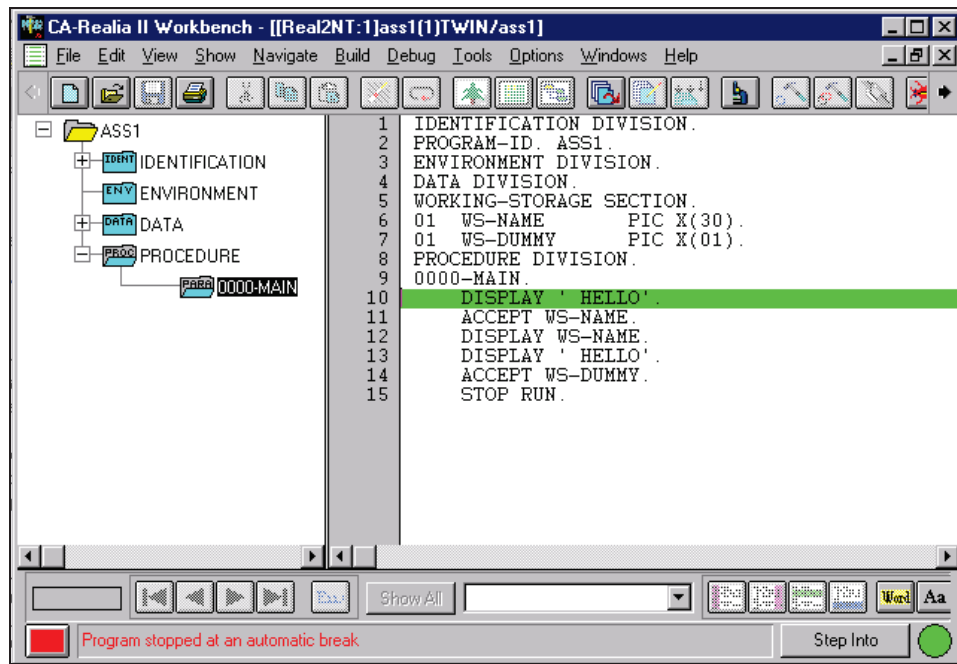 CA-Realia II Workbench - [[Real2NT:1]ass1(1)TWIN/ass1]
File Edit View Show Navigate Build Debug Tools Options Windows Help
ASS1
IDENT IDENTIFICATION
ENV ENVIRONMENT
DATA DATA
PROC PROCEDURE
PARA 0000-MAIN
1 IDENTIFICATION DIVISION.
2 PROGRAM-ID. ASS1.
3 ENVIRONMENT DIVISION.
4 DATA DIVISION.
5 WORKING-STORAGE SECTION.
6 01 WS-NAME PIC X(30).
7 01 WS-DUMMY PIC X(01).
8 PROCEDURE DIVISION.
9 0000-MAIN.
10 DISPLAY ' HELLO'.
11 ACCEPT WS-NAME.
12 DISPLAY WS-NAME.
13 DISPLAY ' HELLO'.
14 ACCEPT WS-DUMMY.
15 STOP RUN.
Show All Word Aa
Program stopped at an automatic break Step Into